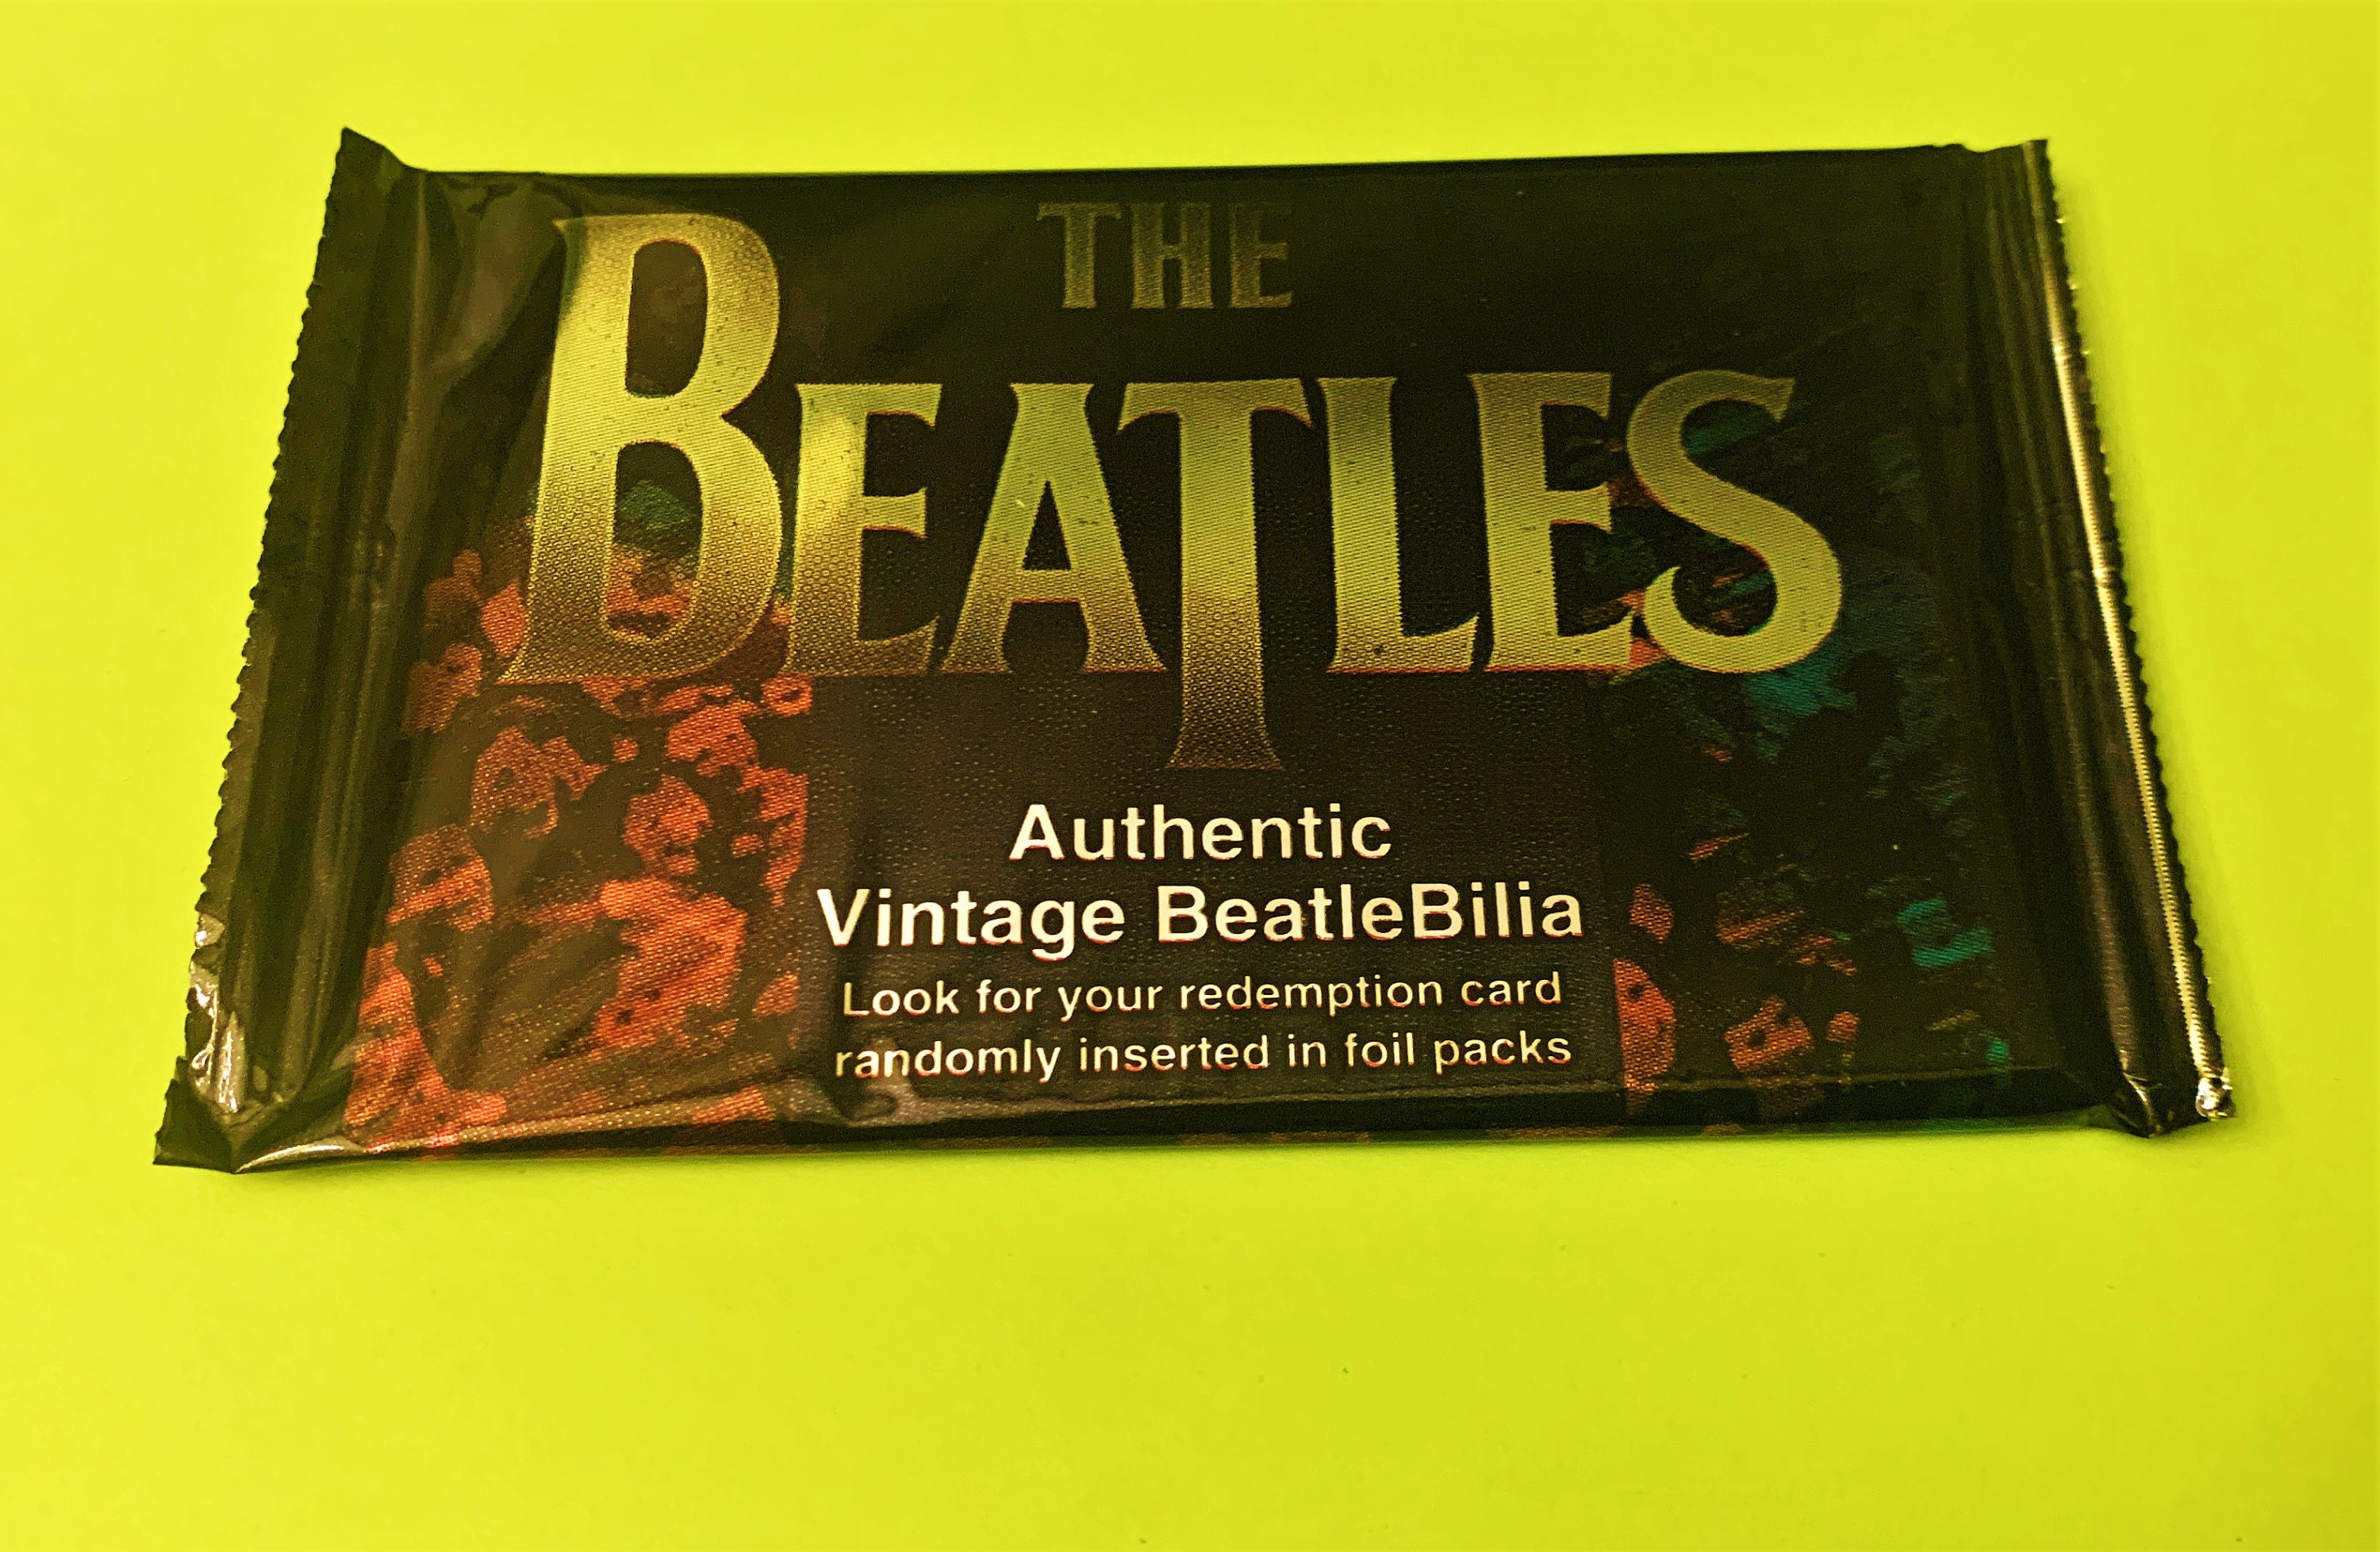 THE
BEATLES
Authentic
Vintage BeatleBilia
Look for your redemption card
randomly inserted in foil packs